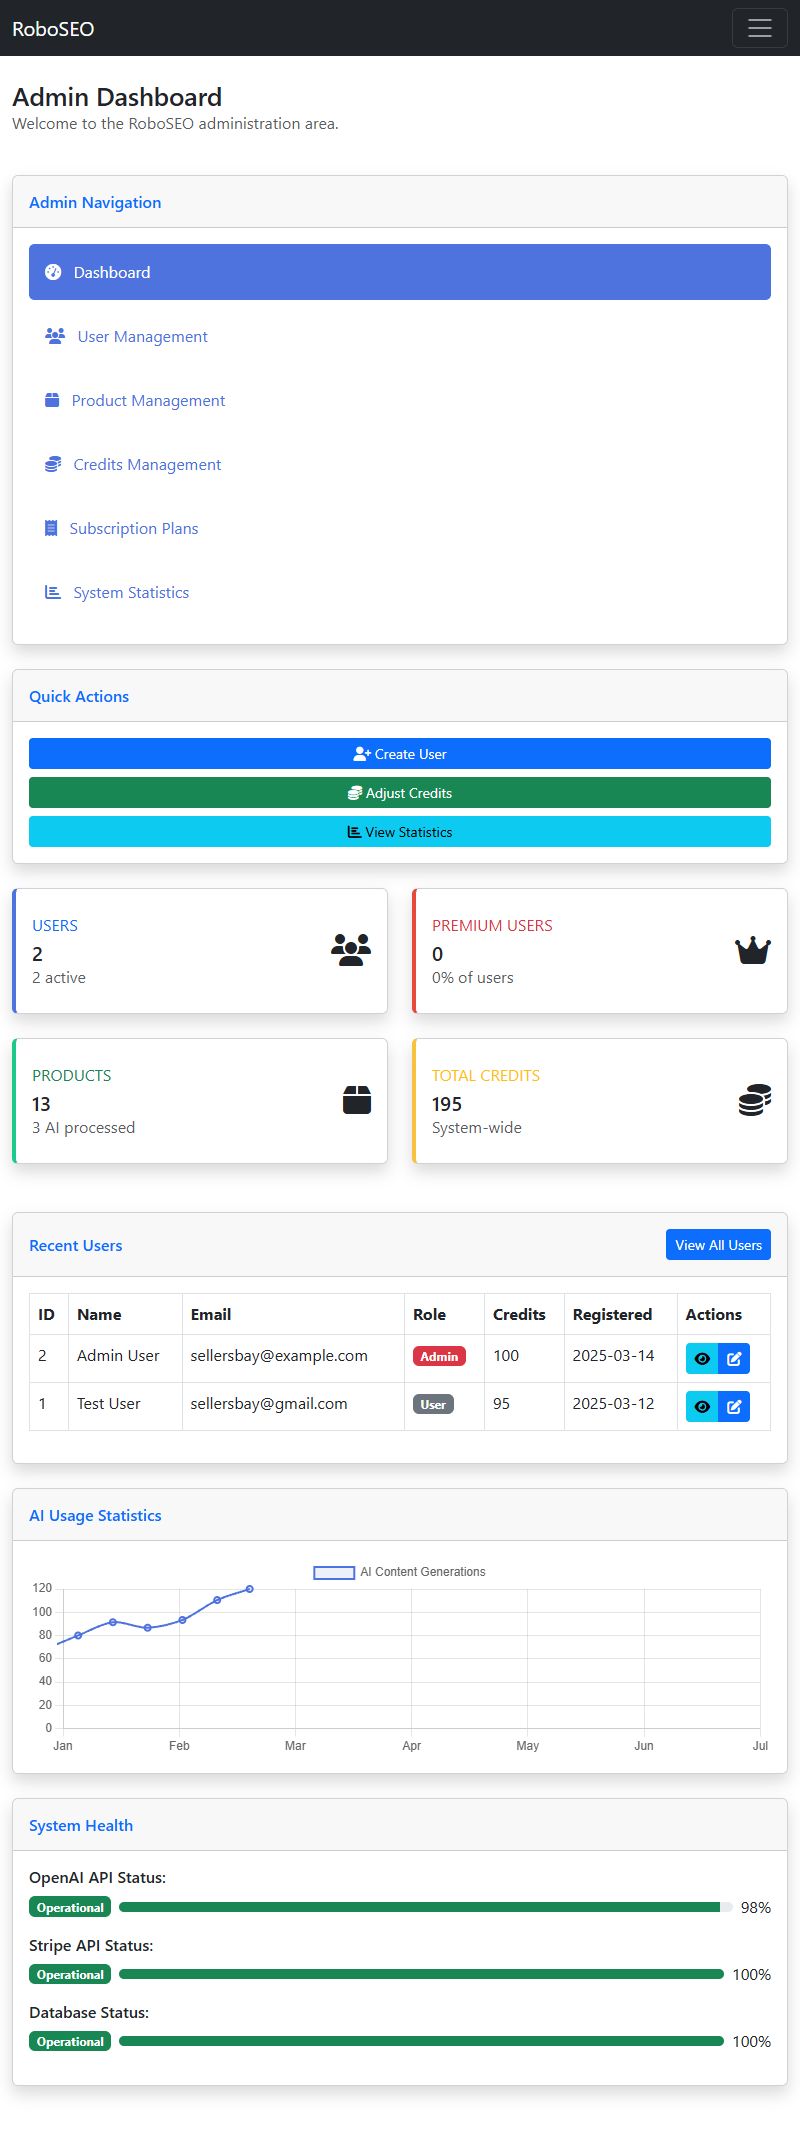 RoboSEO
Admin Dashboard
Welcome to the RoboSEO administration area.
Admin Navigation
Dashboard
User Management
Product Management
Credits Management
Subscription Plans
System Statistics
Quick Actions
Create User
Adjust Credits
View Statistics
USERS
2
2 active
PREMIUM USERS
0
0% of users
PRODUCTS
13
3 AI processed
TOTAL CREDITS
195
System-wide
Recent Users
View All Users
ID Name Email Role Credits Registered Actions
2 Admin User sellersbay@example.com Admin 100 2025-03-14
1 Test User sellersbay@gmail.com User 95 2025-03-12
AI Usage Statistics
AI Content Generations
120
100
80
60
40
20
0
Jan Feb Mar Apr May Jun Jul
System Health
OpenAI API Status:
Operational 98%
Stripe API Status:
Operational 100%
Database Status:
Operational 100%